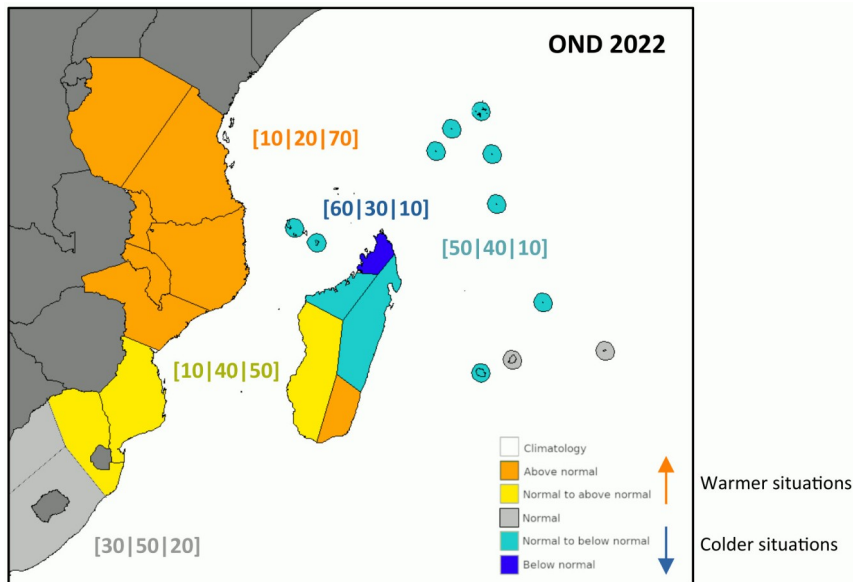 OND 2022
[10|20|70]
[60|30|10]
[50|40|10]
[10|40|50]
[30|50|20]
Climatology
Above normal
Normal to above normal
Normal
Normal to below normal
Below normal
Warmer situations
Colder situations